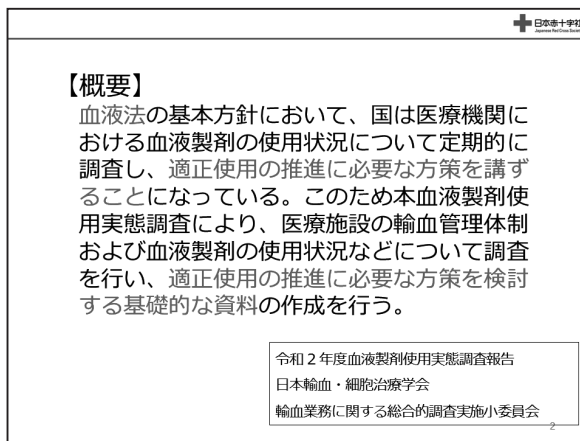 日本赤十字社
Japanese Red Cross Society
【概要】
血液法の基本方針において、国は医療機関に
おける血液製剤の使用状況について定期的に
調査し、適正使用の推進に必要な方策を講ず
ることになっている。このため本血液製剤使
用実態調査により、医療施設の輸血管理体制
および血液製剤の使用状況などについて調査
を行い、適正使用の推進に必要な方策を検討
する基礎的な資料の作成を行う。
令和2年度血液製剤使用実態調査報告
日本輸血・細胞治療学会
輸血業務に関する総合的調査実施小委員会
2